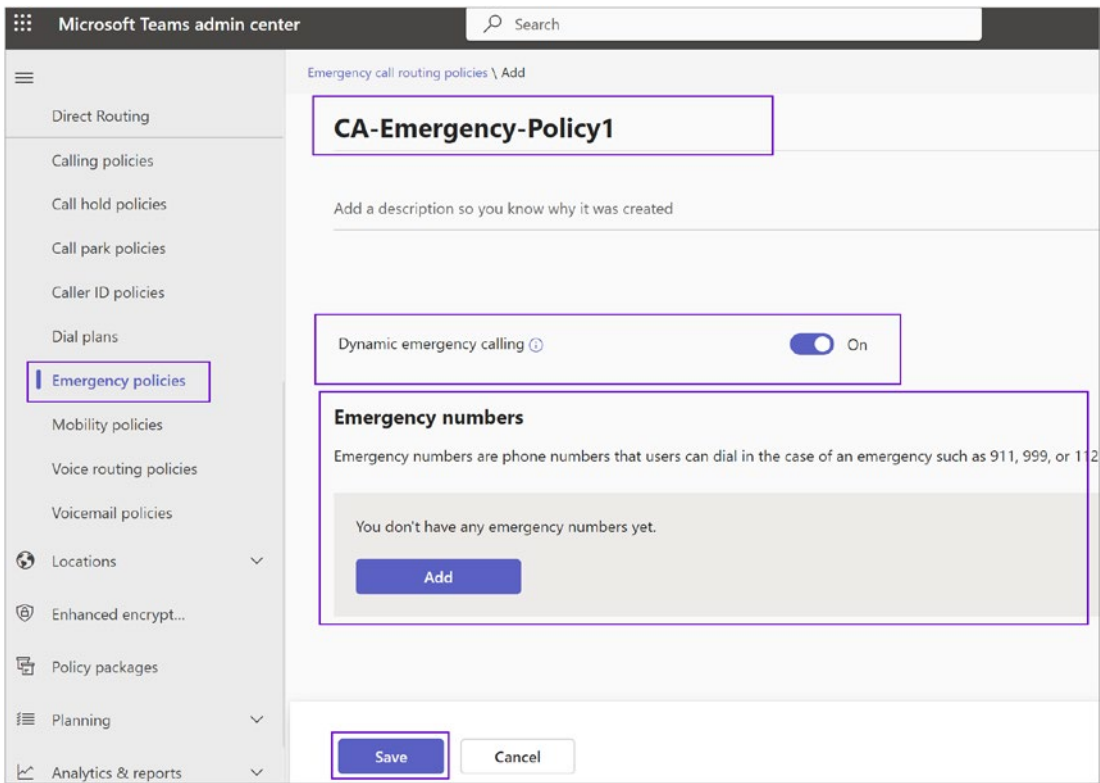 Microsoft Teams admin center
Search
Direct Routing
Calling policies
Call hold policies
Call park policies
Caller ID policies
Dial plans
Emergency policies
Mobility policies
Voice routing policies
Voicemail policies
Locations
Enhanced encrypt...
Policy packages
Planning
Analytics & reports
Emergency call routing policies \ Add
CA-Emergency-Policy1
Add a description so you know why it was created
Dynamic emergency calling
On
Emergency numbers
Emergency numbers are phone numbers that users can dial in the case of an emergency such as 911, 999, or 112
You don't have any emergency numbers yet.
Add
Save
Cancel